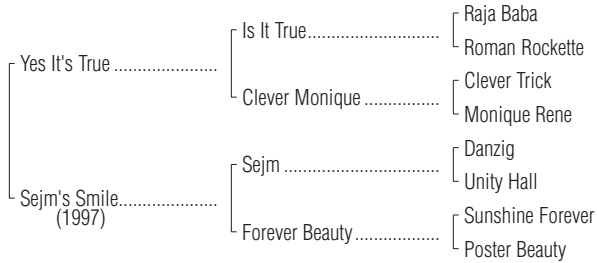 Raja Baba
Is It True
Roman Rockette
Yes It's True
Clever Trick
Clever Monique
Monique Rene
Danzig
Sejm
Unity Hall
Sejm's Smile
(1997)
Sunshine Forever
Forever Beauty
Poster Beauty